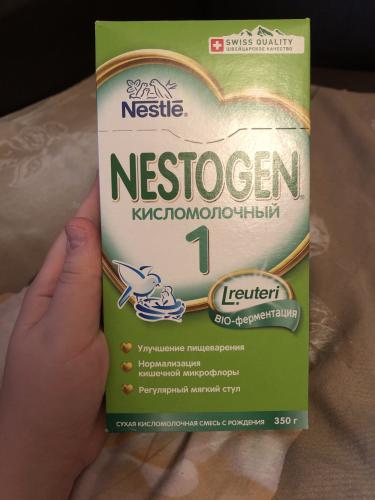 SWISS QUALITY
ШВЕЙЦАРСКОЕ КАЧЕСТВО
Nestlé®
NESTOGEN®
КИСЛОМОЛОЧНЫЙ
1
L.reuteri
BIO-ферментация
Улучшение пищеварения
Нормализация
кишечной микрофлоры
Регулярный мягкий стул
СУХАЯ КИСЛОМОЛОЧНАЯ СМЕСЬ С РОЖДЕНИЯ 350 г